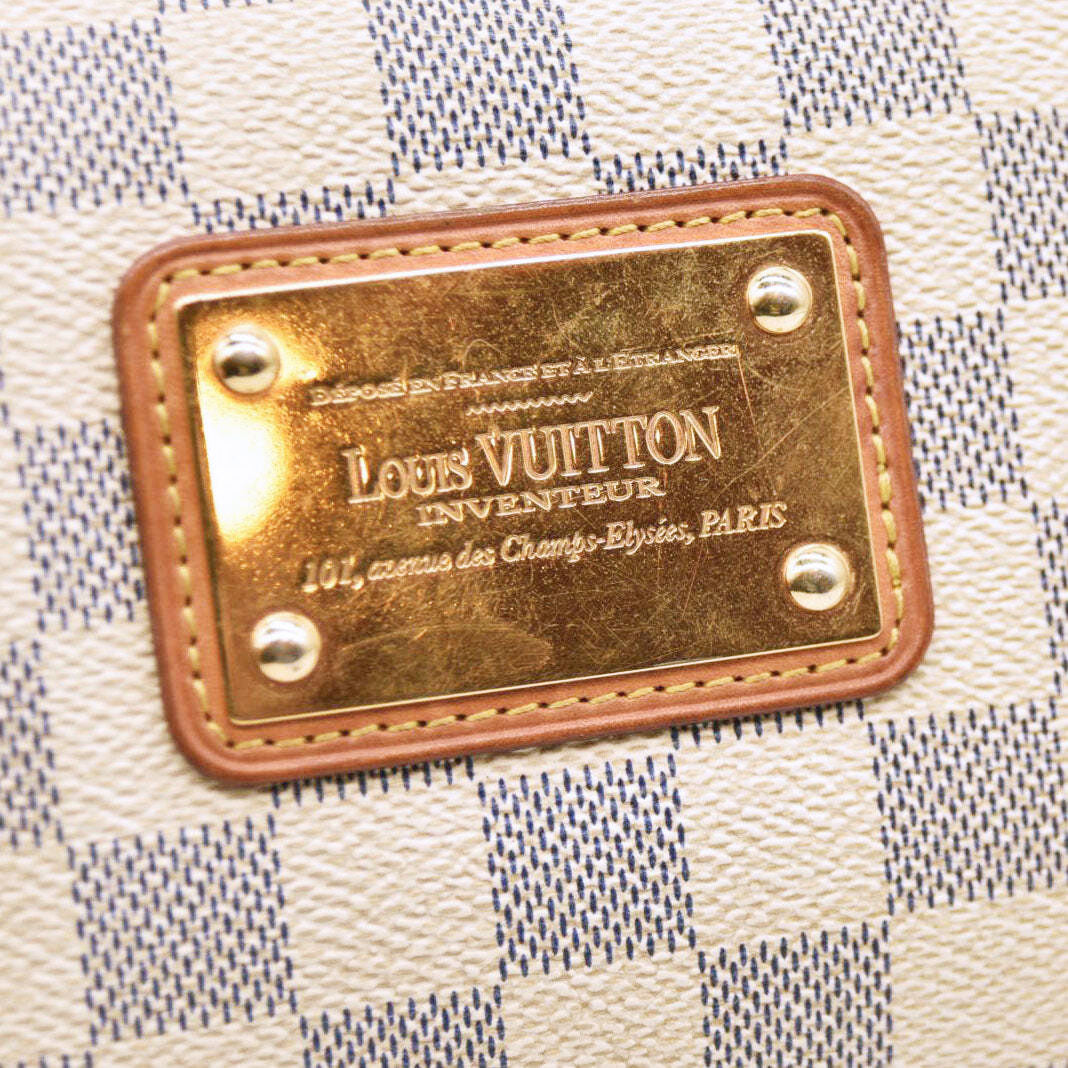 DÉPOSÉ EN FRANCE ET À L'ÉTRANGER
LOUIS VUITTON
INVENTEUR
101, avenue des Champs-Elysées, PARIS